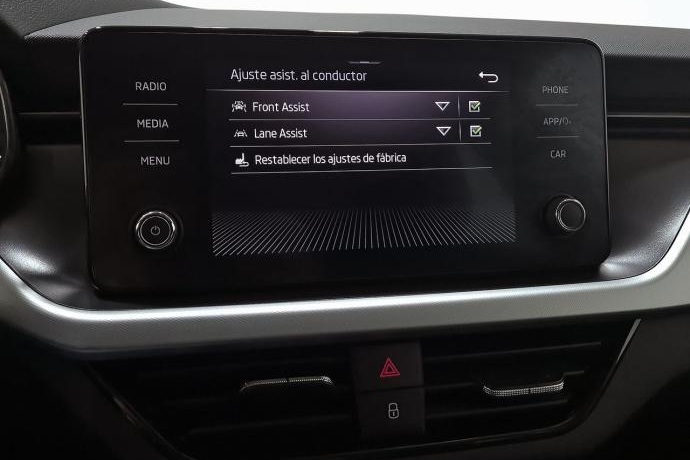 Ajuste asist. al conductor
RADIO
PHONE
Front Assist
MEDIA
APP/
Lane Assist
MENU
CAR
Restablecer los ajustes de fábrica